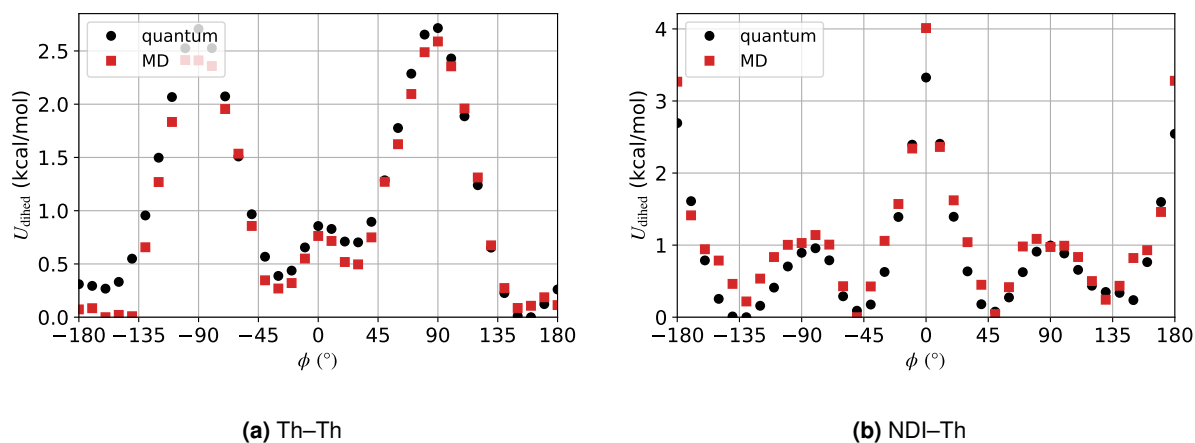 quantum
MD
U_dihed (kcal/mol)
2.5
2.0
1.5
1.0
0.5
0.0
−180 −135 −90 −45 0 45 90 135 180
ϕ (°)
(a) Th–Th
quantum
MD
U_dihed (kcal/mol)
4
3
2
1
0
−180 −135 −90 −45 0 45 90 135 180
ϕ (°)
(b) NDI–Th